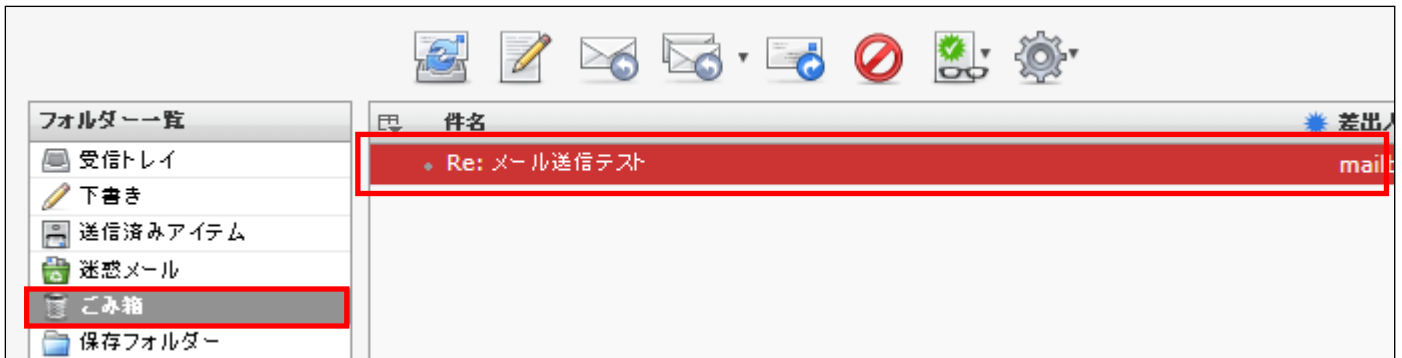 フォルダー一覧
件名
差出人
Re: メール送信テスト
受信トレイ
下書き
送信済みアイテム
迷惑メール
ごみ箱
保存フォルダー